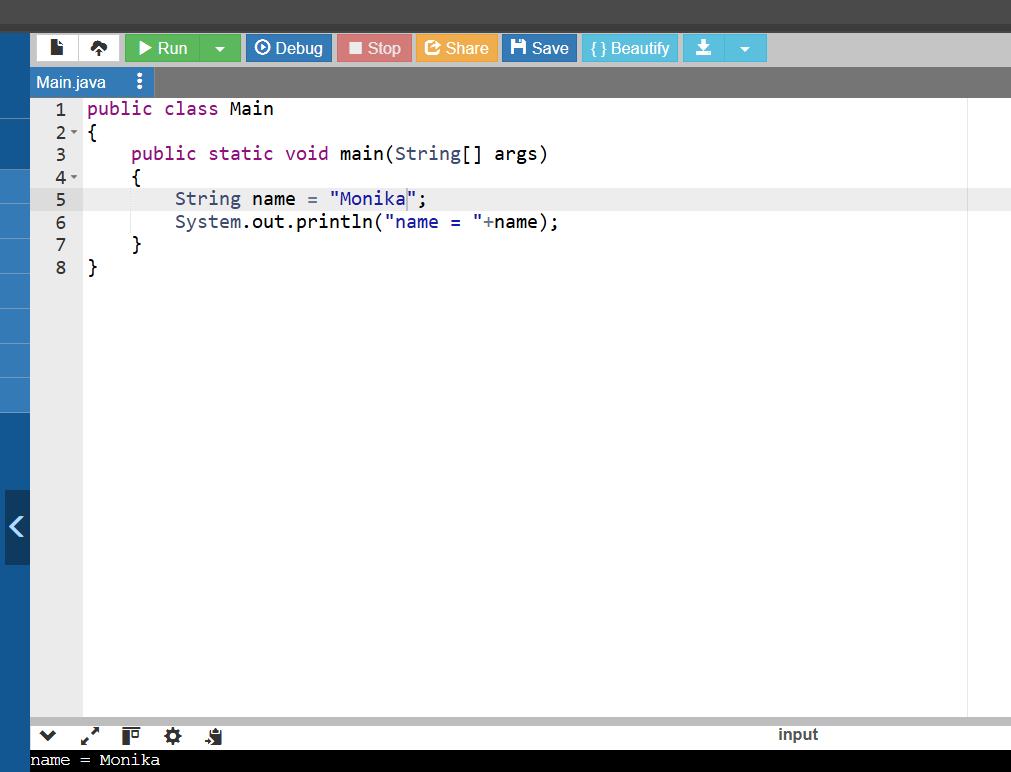 Run Debug Stop Share Save { } Beautify
Main.java
1 public class Main
2 {
3     public static void main(String[] args)
4     {
5         String name = "Monika";
6         System.out.println("name = "+name);
7     }
8 }
input
name = Monika